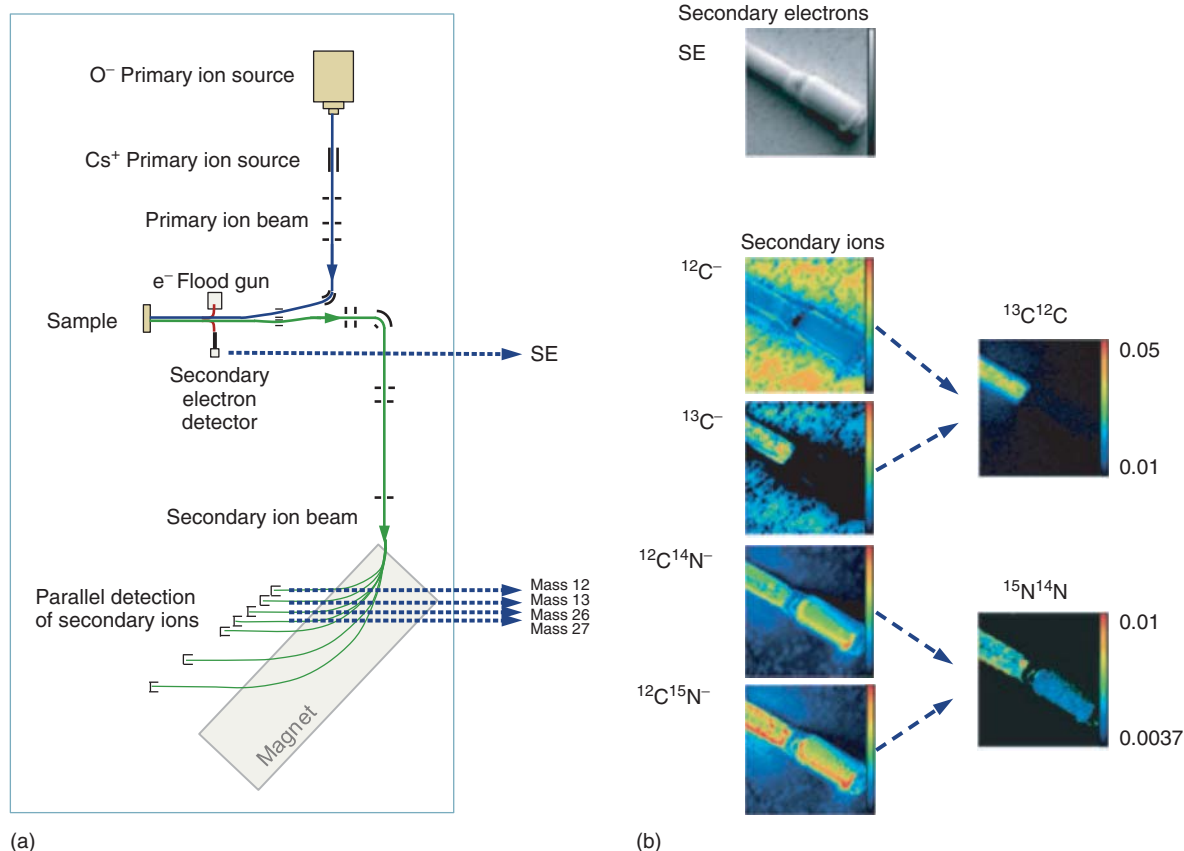 O⁻ Primary ion source
Cs⁺ Primary ion source
Primary ion beam
e⁻ Flood gun
Sample
SE
Secondary
electron
detector
Secondary ion beam
Parallel detection
of secondary ions
Mass 12
Mass 13
Mass 26
Mass 27
Magnet
(a)
Secondary electrons
SE
Secondary ions
¹²C⁻
¹³C⁻
¹³C¹²C
0.05
0.01
¹²C¹⁴N⁻
¹²C¹⁵N⁻
¹⁵N¹⁴N
0.01
0.0037
(b)